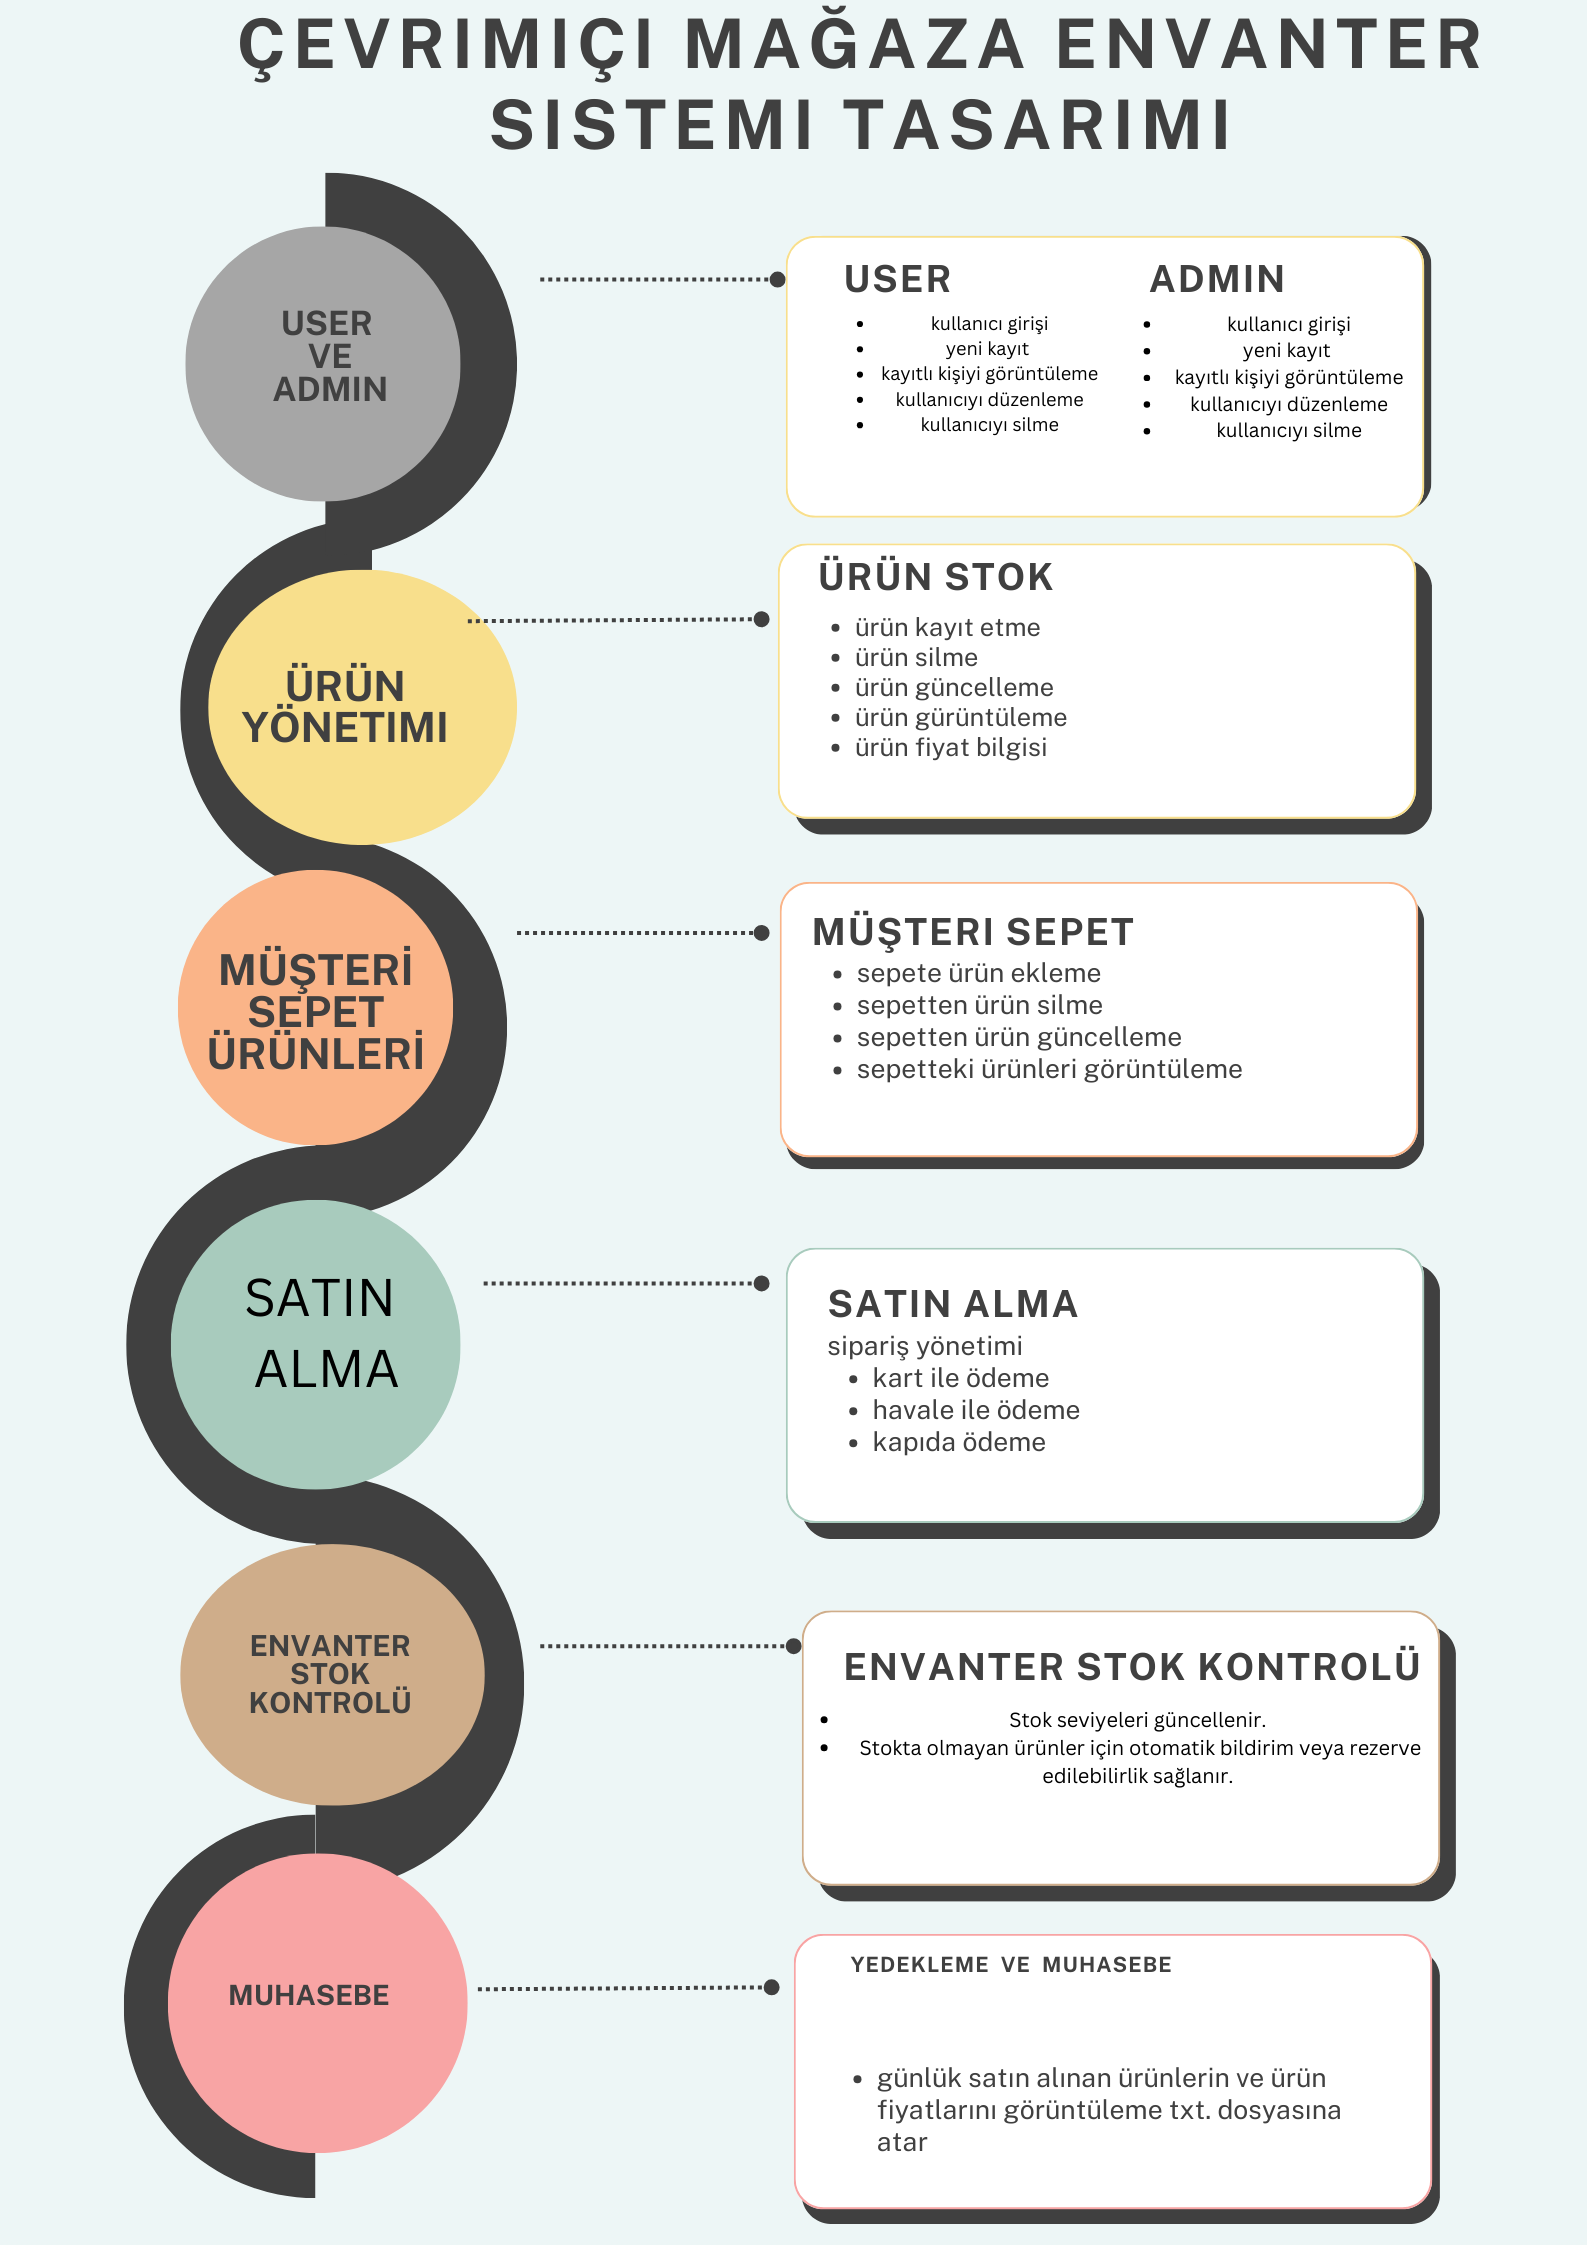 ÇEVRIMIÇI MAĞAZA ENVANTER
SISTEMI TASARIMI
USER
VE
ADMIN
USER
kullanıcı girişi
yeni kayıt
kayıtlı kişiyi görüntüleme
kullanıcıyı düzenleme
kullanıcıyı silme
ADMIN
kullanıcı girişi
yeni kayıt
kayıtlı kişiyi görüntüleme
kullanıcıyı düzenleme
kullanıcıyı silme
ÜRÜN
YÖNETIMI
ÜRÜN STOK
ürün kayıt etme
ürün silme
ürün güncelleme
ürün gürüntüleme
ürün fiyat bilgisi
MÜŞTERİ
SEPET
ÜRÜNLERİ
MÜŞTERI SEPET
sepete ürün ekleme
sepetten ürün silme
sepetten ürün güncelleme
sepetteki ürünleri görüntüleme
SATIN
ALMA
SATIN ALMA
sipariş yönetimi
kart ile ödeme
havale ile ödeme
kapıda ödeme
ENVANTER
STOK
KONTROLÜ
ENVANTER STOK KONTROLÜ
Stok seviyeleri güncellenir.
Stokta olmayan ürünler için otomatik bildirim veya rezerve
edilebilirlik sağlanır.
MUHASEBE
YEDEKLEME VE MUHASEBE
günlük satın alınan ürünlerin ve ürün
fiyatlarını görüntüleme txt. dosyasına
atar